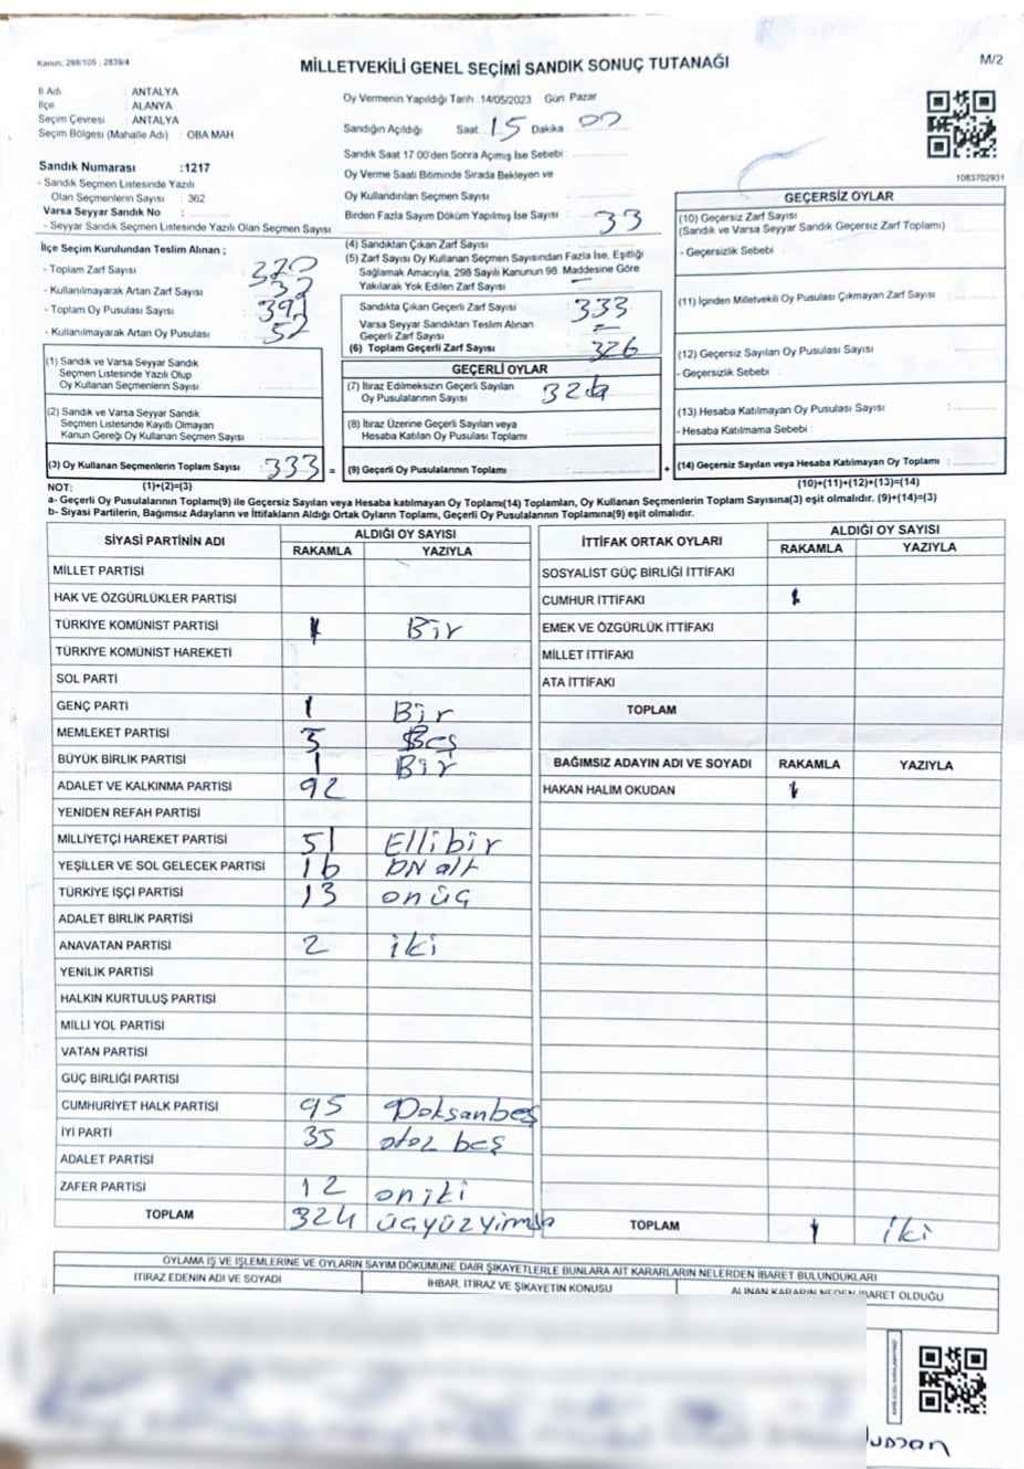 Kanun; 298/105 ; 2839/4
MİLLETVEKİLİ GENEL SEÇİMİ SANDIK SONUÇ TUTANAĞI
M/2
İl Adı : ANTALYA
İlçe : ALANYA
Seçim Çevresi : ANTALYA
Seçim Bölgesi (Mahalle Adı) : OBA MAH
Oy Vermenin Yapıldığı Tarih :14/05/2023 Gün Pazar
Sandığın Açıldığı Saat 15 Dakika 00
Sandık Saat 17:00'den Sonra Açmış İse Sebebi :
Oy Verme Saati Bitiminde Sırada Bekleyen ve
Oy Kullandırılan Seçmen Sayısı
Birden Fazla Sayım Döküm Yapılmış İse Sayısı : 33
1083702931
Sandık Numarası :1217
- Sandık Seçmen Listesinde Yazılı
Olan Seçmenlerin Sayısı : 362
Varsa Seyyar Sandık No :
- Seyyar Sandık Seçmen Listesinde Yazılı Olan Seçmen Sayısı
İlçe Seçim Kurulundan Teslim Alınan ;
- Toplam Zarf Sayısı
- Kullanılmayarak Artan Zarf Sayısı
- Toplam Oy Pusulası Sayısı
- Kullanılmayarak Artan Oy Pusulası
(1) Sandık ve Varsa Seyyar Sandık
Seçmen Listesinde Yazılı Olup
Oy Kullanan Seçmenlerin Sayısı
(2) Sandık ve Varsa Seyyar Sandık
Seçmen Listesinde Kayıtlı Olmayan
Kanun Gereği Oy Kullanan Seçmen Sayısı
(3) Oy Kullanan Seçmenlerin Toplam Sayısı : 333 =
(4) Sandıktan Çıkan Zarf Sayısı
(5) Zarf Sayısı Oy Kullanan Seçmen Sayısından Fazla İse, Eşitliği
Sağlamak Amacıyla, 298 Sayılı Kanunun 98. Maddesine Göre
Yakılarak Yok Edilen Zarf Sayısı : –
Sandıkta Çıkan Geçerli Zarf Sayısı 333
Varsa Seyyar Sandıktan Teslim Alınan
Geçerli Zarf Sayısı –
(6) Toplam Geçerli Zarf Sayısı 326
GEÇERLİ OYLAR
(7) İtiraz Edilmeksizin Geçerli Sayılan
Oy Pusulalarının Sayısı
(8) İtiraz Üzerine Geçerli Sayılan veya
Hesaba Katılan Oy Pusulası Toplamı
(9) Geçerli Oy Pusulalarının Toplamı : +
GEÇERSİZ OYLAR
(10) Geçersiz Zarf Sayısı
(Sandık ve Varsa Seyyar Sandık Geçersiz Zarf Toplamı)
- Geçersizlik Sebebi
(11) İçinden Milletvekili Oy Pusulası Çıkmayan Zarf Sayısı
(12) Geçersiz Sayılan Oy Pusulası Sayısı
- Geçersizlik Sebebi
(13) Hesaba Katılmayan Oy Pusulası Sayısı
- Hesaba Katılmama Sebebi :
(14) Geçersiz Sayılan veya Hesaba Katılmayan Oy Toplamı
NOT: (1)+(2)=(3) (10)+(11)+(12)+(13)=(14)
a- Geçerli Oy Pusulalarının Toplamı(9) ile Geçersiz Sayılan veya Hesaba katılmayan Oy Toplamı(14) Toplamları, Oy Kullanan Seçmenlerin Toplam Sayısına(3) eşit olmalıdır. (9)+(14)=(3)
b- Siyasi Partilerin, Bağımsız Adayların ve İttifakların Aldığı Ortak Oyların Toplamı, Geçerli Oy Pusulalarının Toplamına(9) eşit olmalıdır.
SİYASİ PARTİNİN ADI ALDIĞI OY SAYISI
RAKAMLA YAZIYLA
MİLLET PARTİSİ
HAK VE ÖZGÜRLÜKLER PARTİSİ
TÜRKİYE KOMÜNİST PARTİSİ 1 Bir
TÜRKİYE KOMÜNİST HAREKETİ
SOL PARTİ
GENÇ PARTİ 1 Bir
MEMLEKET PARTİSİ 5 Beş
BÜYÜK BİRLİK PARTİSİ 1 Bir
ADALET VE KALKINMA PARTİSİ 92
YENİDEN REFAH PARTİSİ
MİLLİYETÇİ HAREKET PARTİSİ 51 Ellibir
YEŞİLLER VE SOL GELECEK PARTİSİ 16 ON altı
TÜRKİYE İŞÇİ PARTİSİ 13 onüç
ADALET BİRLİK PARTİSİ
ANAVATAN PARTİSİ 2 iki
YENİLİK PARTİSİ
HALKIN KURTULUŞ PARTİSİ
MİLLİ YOL PARTİSİ
VATAN PARTİSİ
GÜÇ BİRLİĞİ PARTİSİ
CUMHURİYET HALK PARTİSİ 95 Doksanbeş
İYİ PARTİ 35 otoz beş
ADALET PARTİSİ
ZAFER PARTİSİ 12 oniki
TOPLAM 324
İTTİFAK ORTAK OYLARI ALDIĞI OY SAYISI
RAKAMLA YAZIYLA
SOSYALİST GÜÇ BİRLİĞİ İTTİFAKI
CUMHUR İTTİFAKI 1
EMEK VE ÖZGÜRLÜK İTTİFAKI
MİLLET İTTİFAKI
ATA İTTİFAKI
TOPLAM
BAĞIMSIZ ADAYIN ADI VE SOYADI RAKAMLA YAZIYLA
HAKAN HALIM OKUDAN 1
TOPLAM iki
OYLAMA İŞ VE İŞLEMLERİNE VE OYLARIN SAYIM DÖKÜMÜNE DAİR ŞİKAYETLERLE BUNLARA AİT KARARLARIN NELERDEN İBARET BULUNDUKLARI
İTİRAZ EDENİN ADI VE SOYADI İHBAR, İTİRAZ VE ŞİKAYETİN KONUSU ALINAN KARARIN NEDEN İBARET OLDUĞU